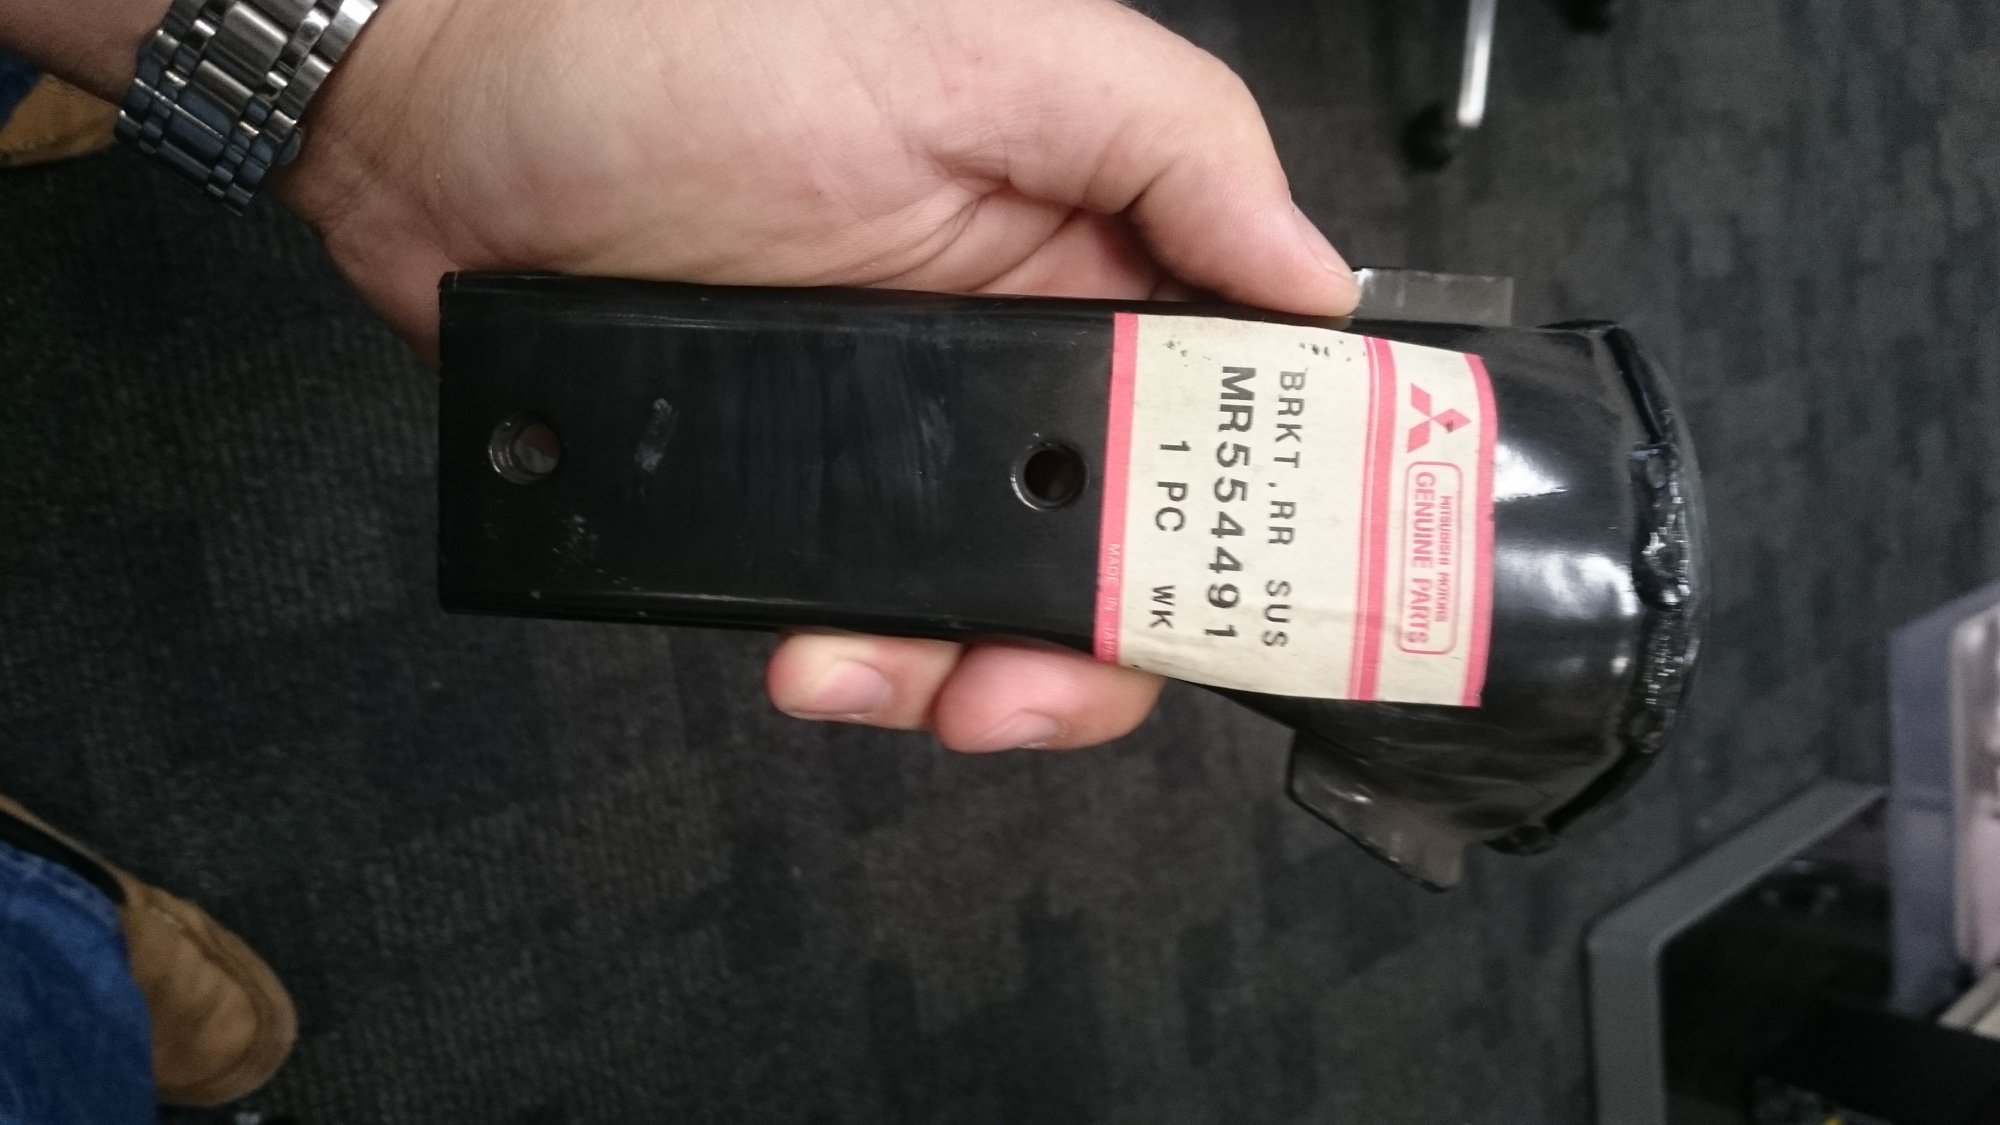 MITSUBISHI MOTORS
GENUINE PARTS
BRKT,RR SUS
MR554491
1 PC WK
MADE IN JAPAN